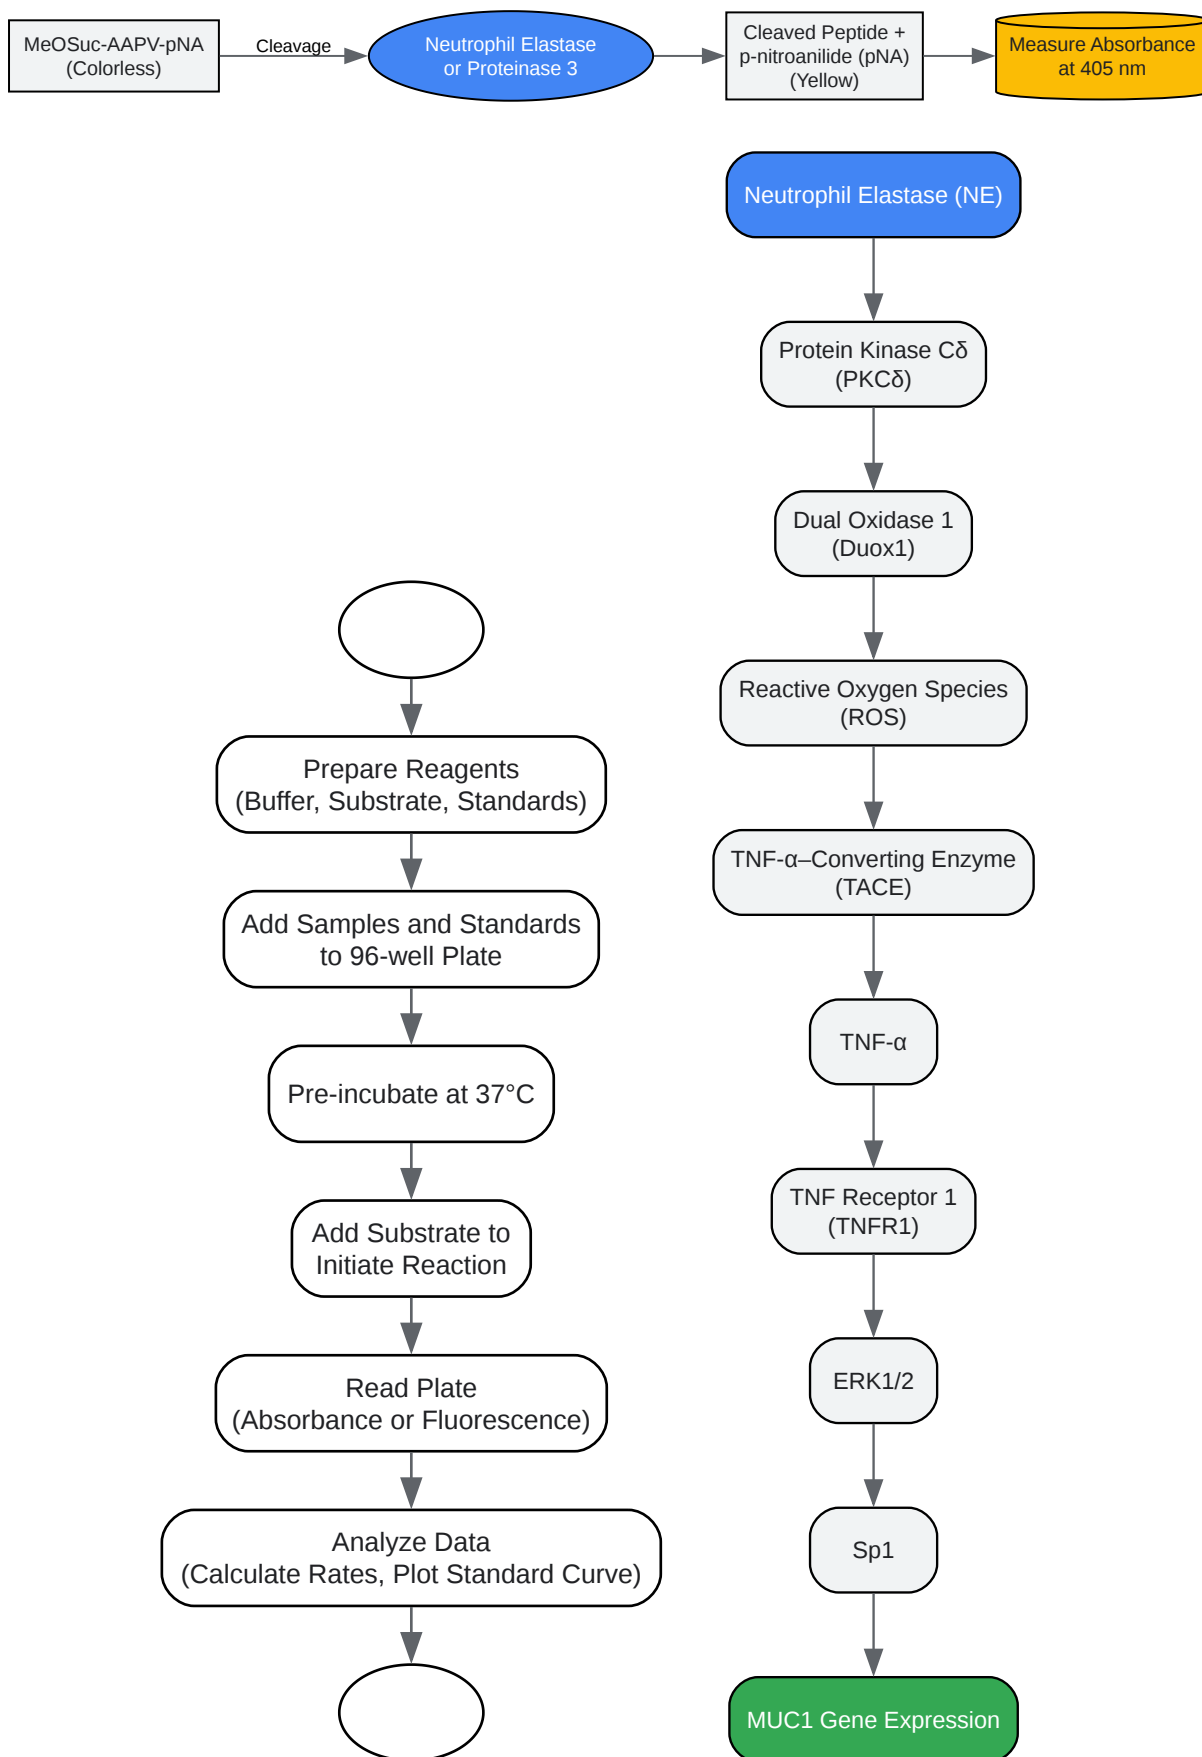 MeOSuc-AAPV-pNA
(Colorless)
Cleavage
Neutrophil Elastase
or Proteinase 3
Cleaved Peptide +
p-nitroanilide (pNA)
(Yellow)
Measure Absorbance
at 405 nm
Neutrophil Elastase (NE)
Protein Kinase Cδ
(PKCδ)
Dual Oxidase 1
(Duox1)
Reactive Oxygen Species
(ROS)
TNF-α–Converting Enzyme
(TACE)
TNF-α
TNF Receptor 1
(TNFR1)
ERK1/2
Sp1
MUC1 Gene Expression
Prepare Reagents
(Buffer, Substrate, Standards)
Add Samples and Standards
to 96-well Plate
Pre-incubate at 37°C
Add Substrate to
Initiate Reaction
Read Plate
(Absorbance or Fluorescence)
Analyze Data
(Calculate Rates, Plot Standard Curve)